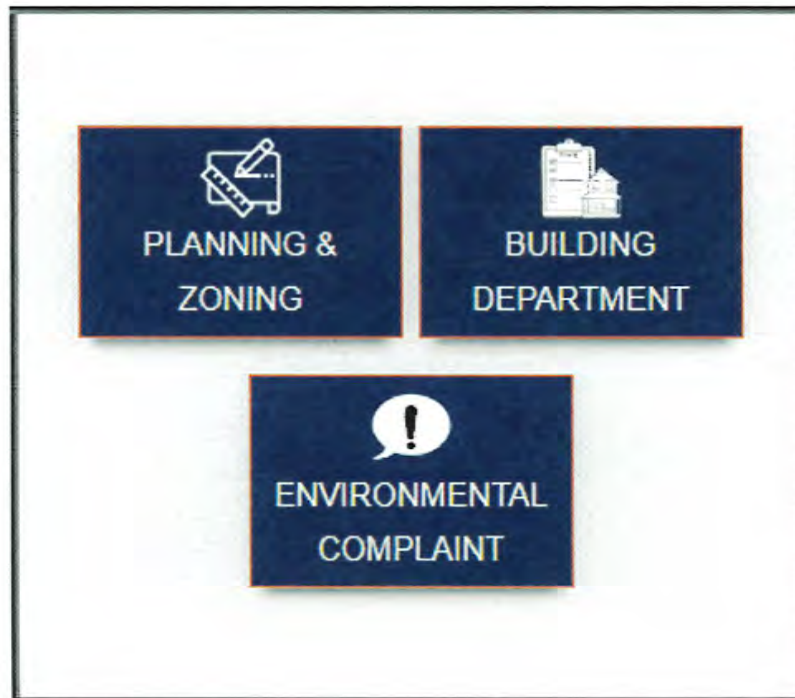 PLANNING &
ZONING
BUILDING
DEPARTMENT
ENVIRONMENTAL
COMPLAINT